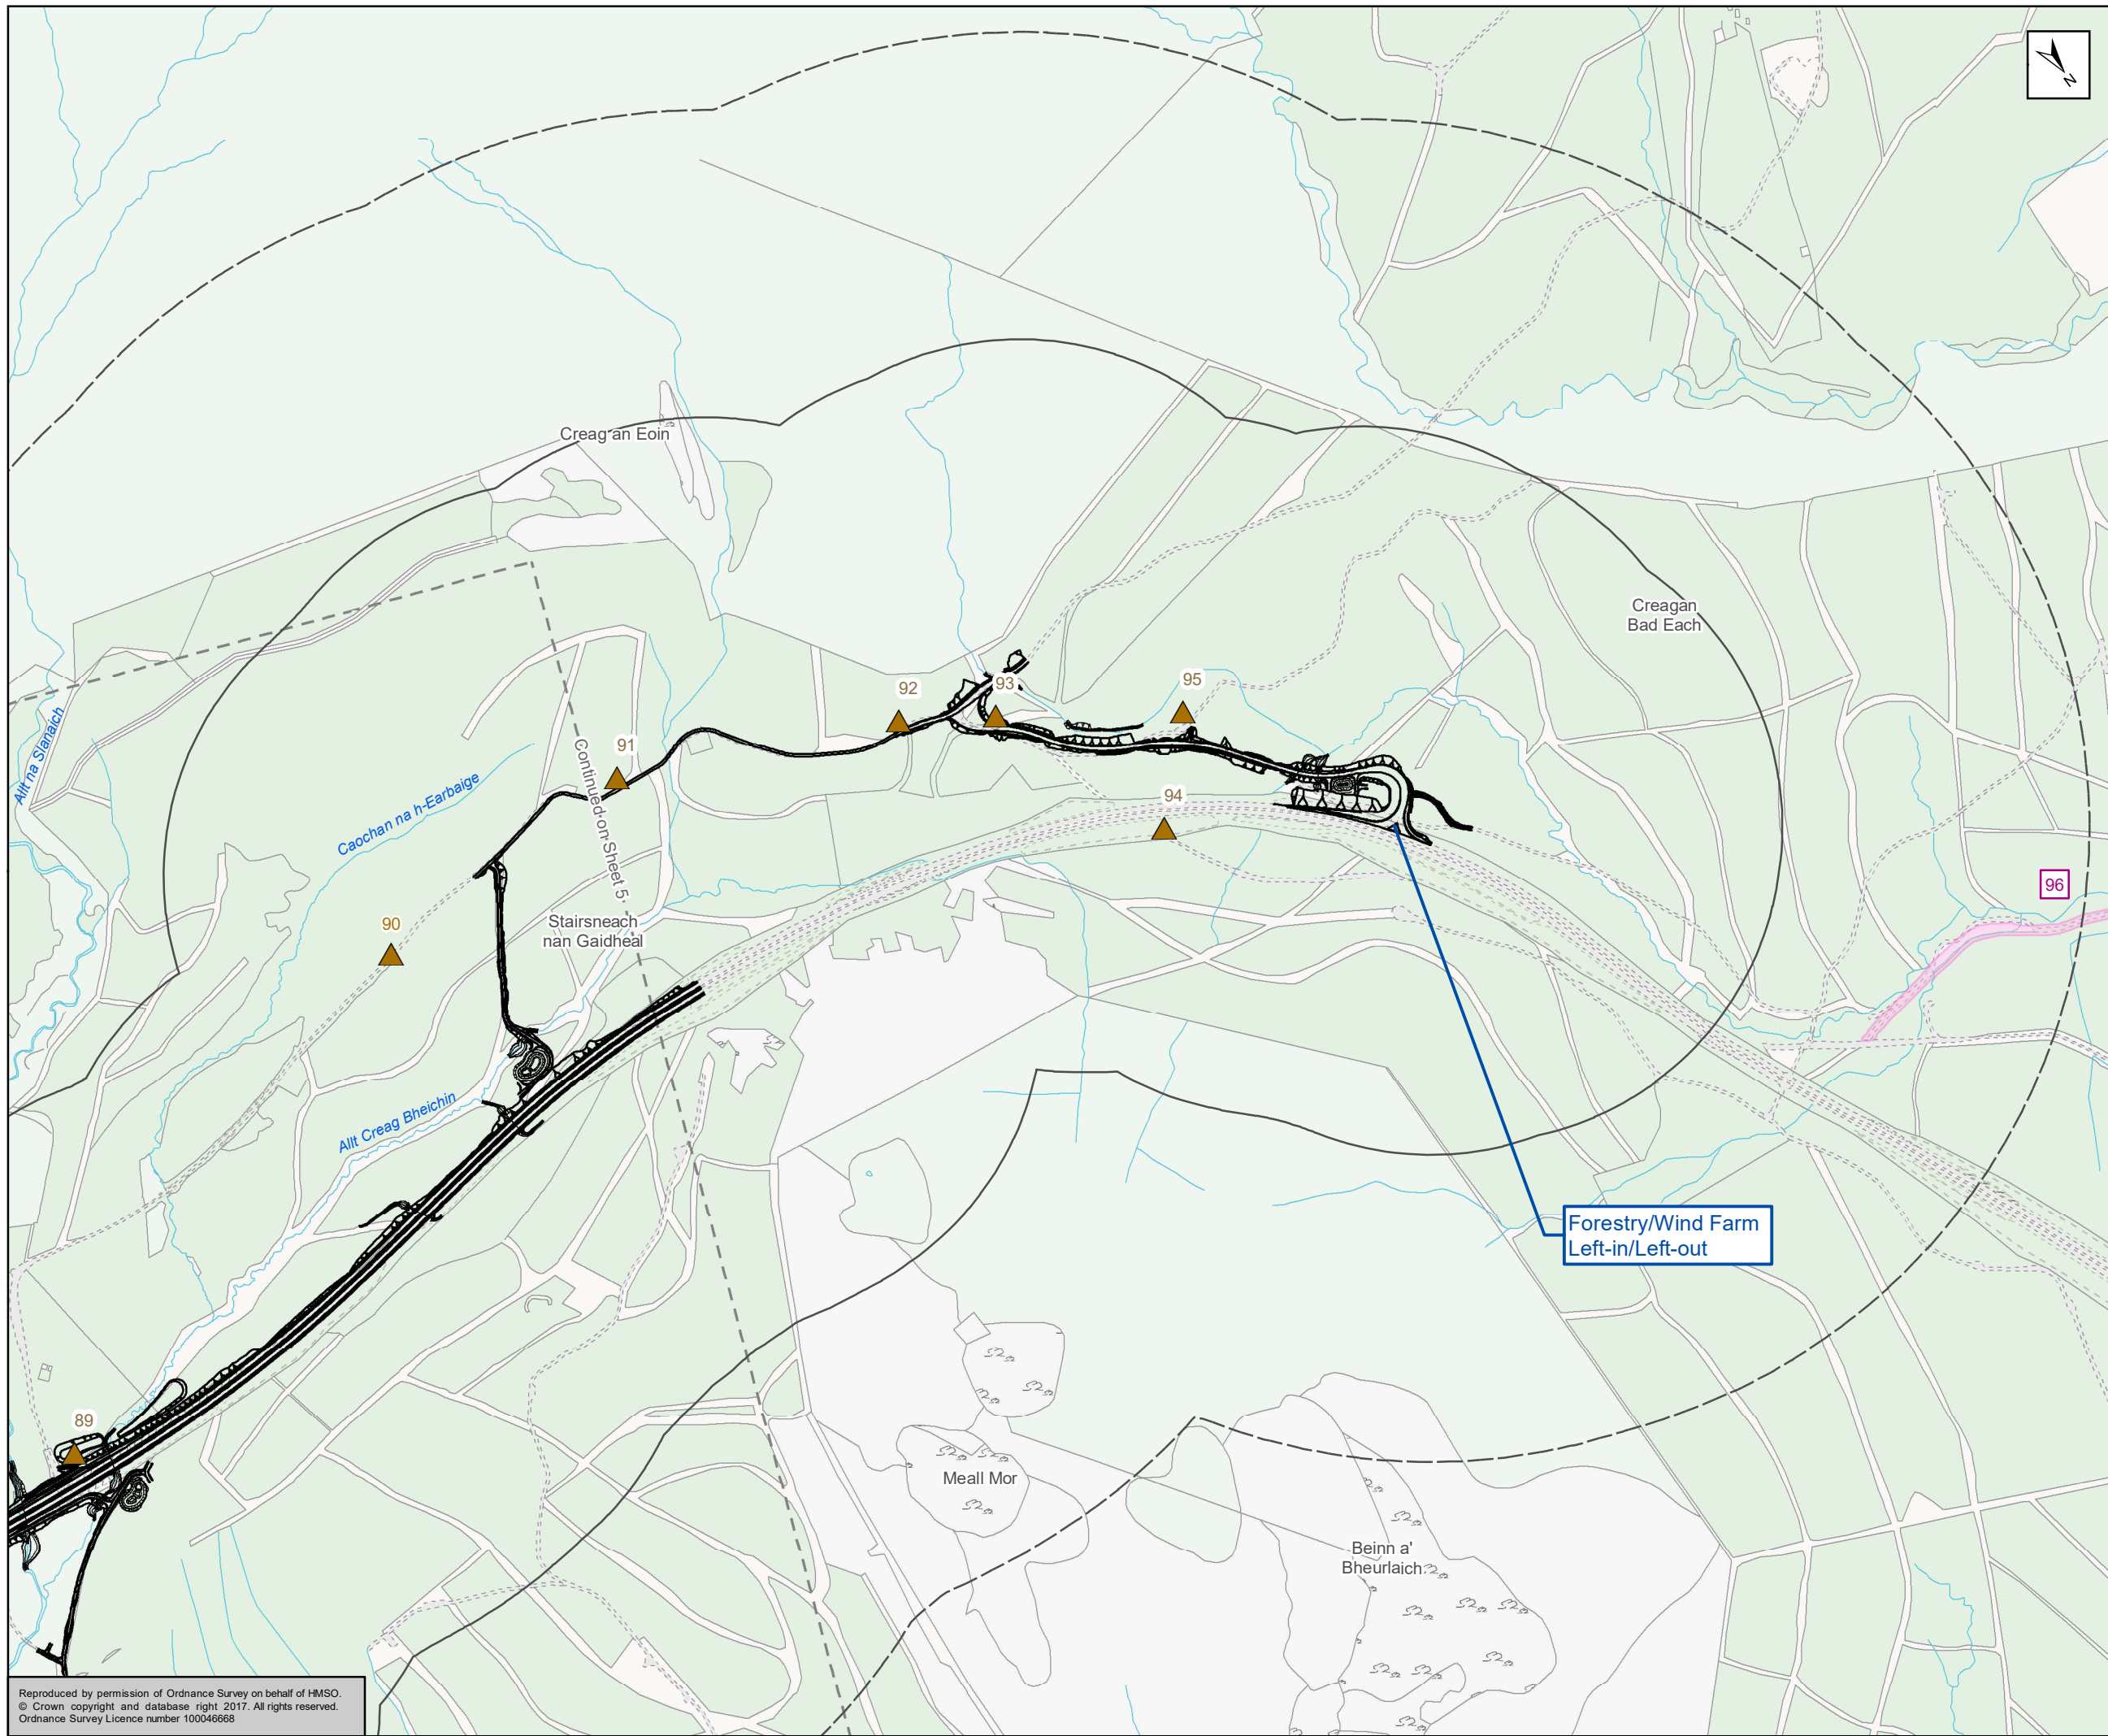 N
Creag an Eoin
Creagan
Bad Each
92
93
95
91
Continued on Sheet 5
Allt na Slanaich
Caochan na h-Earbaige
94
96
90
Stairsneach
nan Gaidheal
Allt Creag Bheichin
Forestry/Wind Farm
Left-in/Left-out
89
Meall Mor
Beinn a'
Bheurlaich
Reproduced by permission of Ordnance Survey on behalf of HMSO.
© Crown copyright and database right 2017. All rights reserved.
Ordnance Survey Licence number 100046668